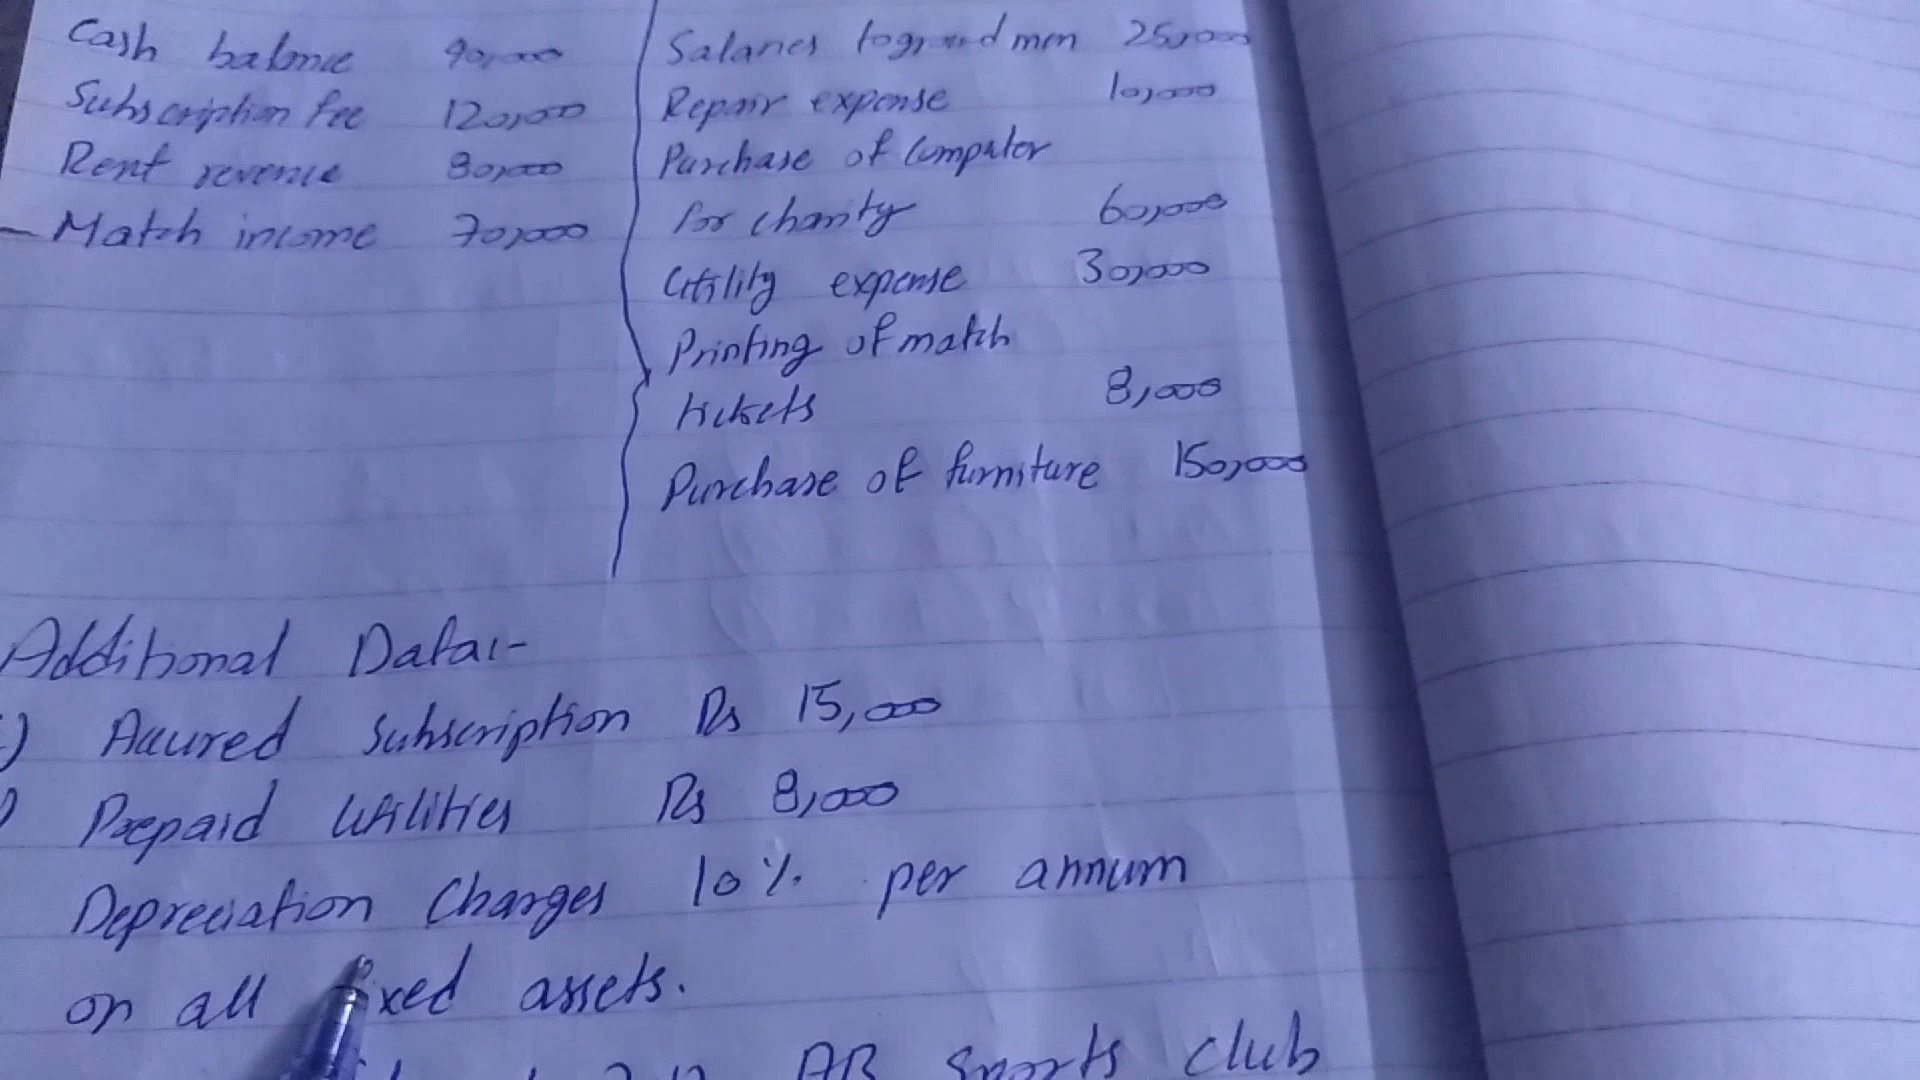 Cash balance 90,000
Subscription fee 120,000
Rent revenue 80,000
Match income 70,000
Salaries to ground men 25,000
Repair expense 10,000
Purchase of Computer
for charity 60,000
Utility expense 30,000
Printing of match
tickets 8,000
Purchase of furniture 150,000
Additional Data:-
) Accured Subscription Rs 15,000
) Prepaid Utilities Rs 8,000
Depreciation Charges 10% per annum
on all fixed assets.
AB Sports Club